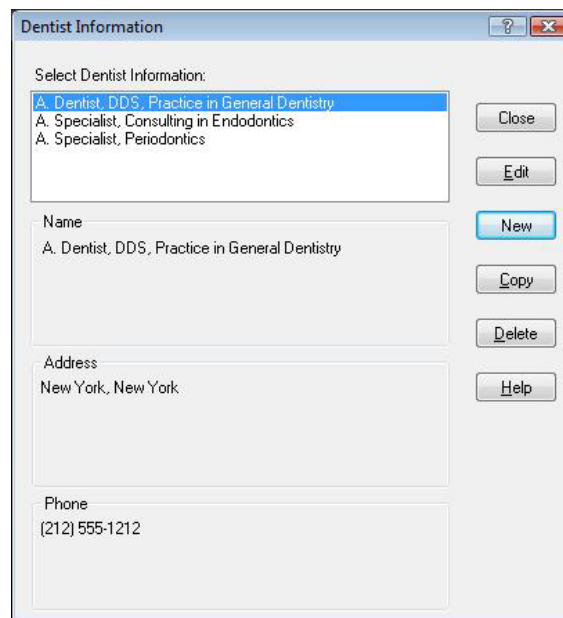 Dentist Information
Select Dentist Information:
A. Dentist, DDS, Practice in General Dentistry
A. Specialist, Consulting in Endodontics
A. Specialist, Periodontics
Close
Edit
New
Copy
Delete
Help
Name
A. Dentist, DDS, Practice in General Dentistry
Address
New York, New York
Phone
(212) 555-1212